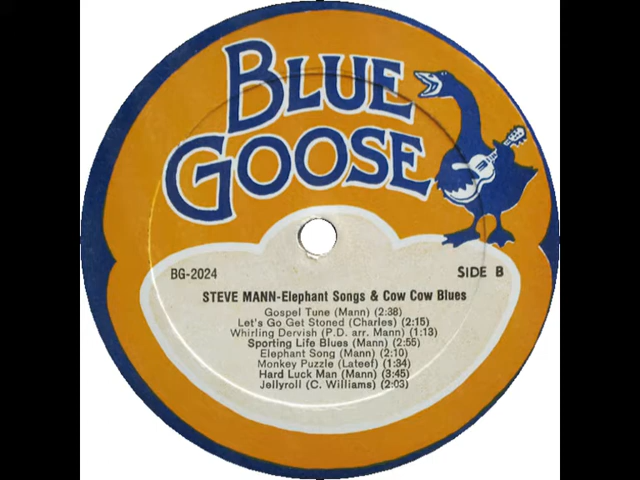 BLUE
GOOSE
BG-2024 SIDE B
STEVE MANN-Elephant Songs & Cow Cow Blues
Gospel Tune (Mann) (2:38)
Let's Go Get Stoned (Charles) (2:15)
Whirling Dervish (P.D. arr. Mann) (1:13)
Sporting Life Blues (Mann) (2:55)
Elephant Song (Mann) (2:10)
Monkey Puzzle (Lateef) (1:34)
Hard Luck Man (Mann) (3:45)
Jellyroll (C. Williams) (2:03)